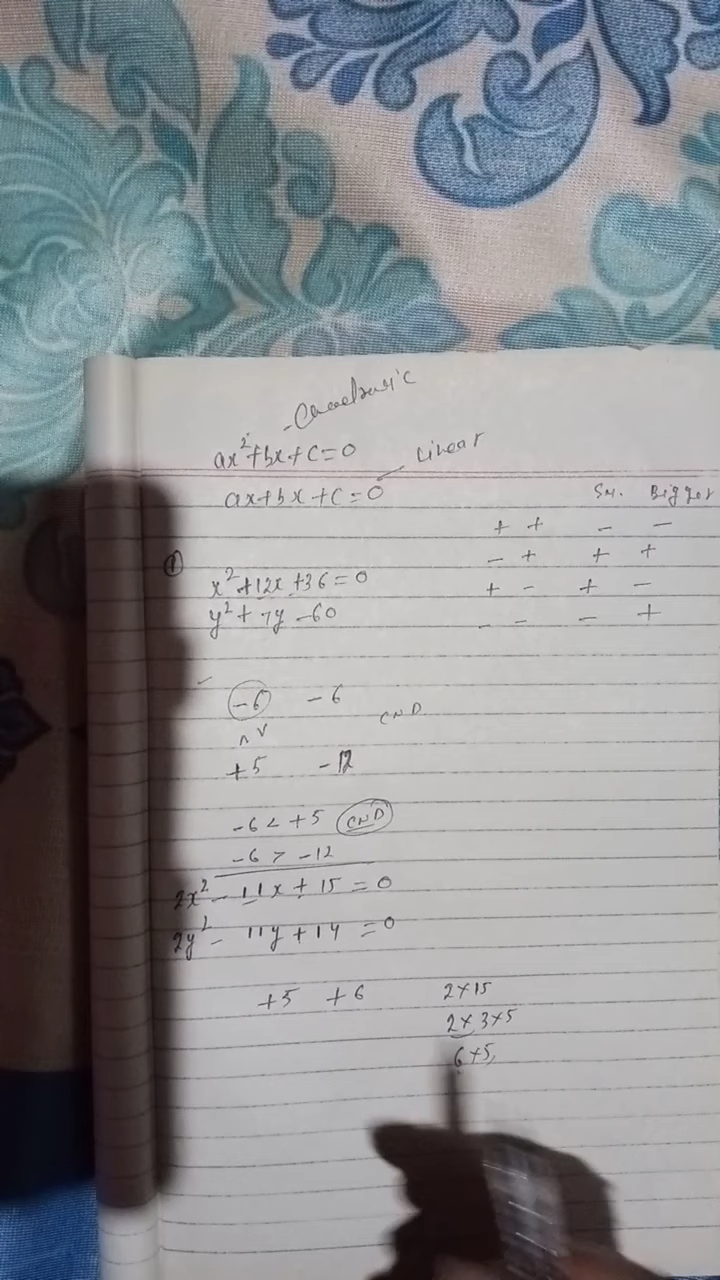 Quadratic
ax²+bx+c=0
Linear
ax+bx+c=0
Sm. Bigger
+ + - -
- + + +
+ - + -
- - - +
①
x²+12x+36=0
y²+7y-60
-6 -6
CND
∧ V
+5 -12
-6 < +5 CND
-6 > -12
2x² - 11x + 15 = 0
2y² - 11y + 14 = 0
+5 +6 2×15
2×3×5
6×5,